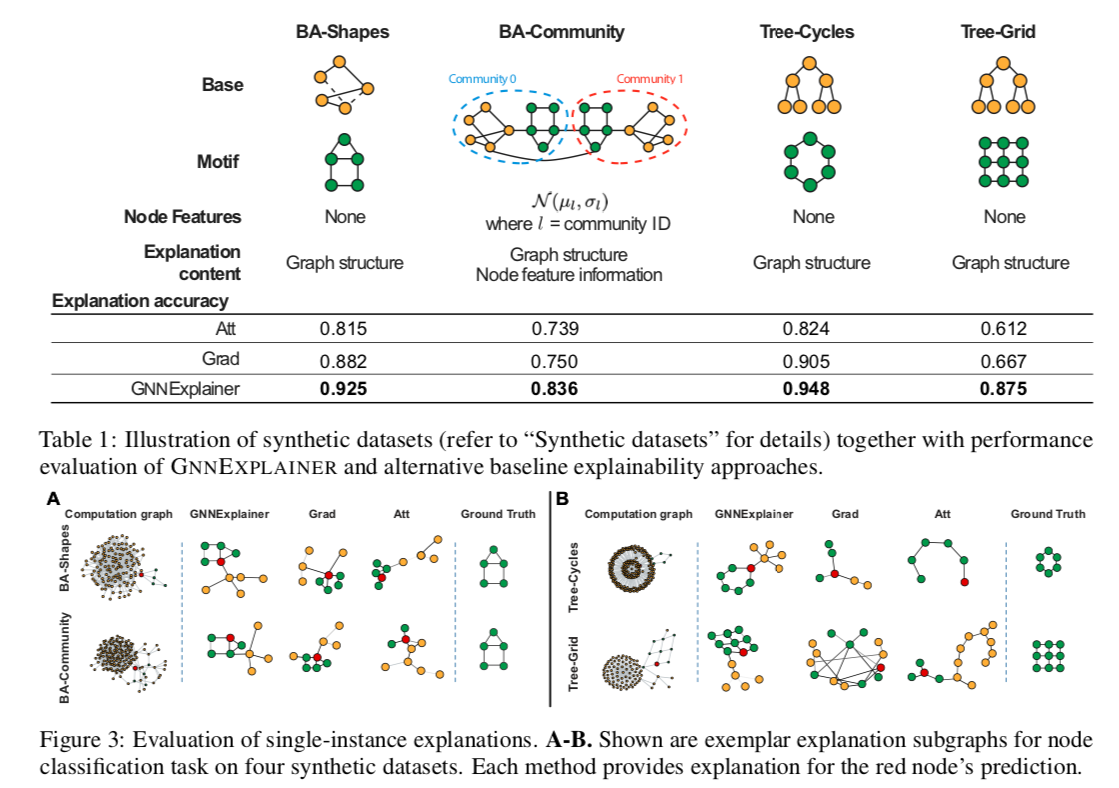 BA-Shapes BA-Community Tree-Cycles Tree-Grid
Base
Community 0 Community 1
Motif
Node Features None 𝒩(μₗ, σₗ) None None
where l = community ID
Explanation content Graph structure Graph structure Graph structure Graph structure
Node feature information
Explanation accuracy
Att 0.815 0.739 0.824 0.612
Grad 0.882 0.750 0.905 0.667
GNNExplainer 0.925 0.836 0.948 0.875
Table 1: Illustration of synthetic datasets (refer to “Synthetic datasets” for details) together with performance
evaluation of GNNEXPLAINER and alternative baseline explainability approaches.
A
Computation graph GNNExplainer Grad Att Ground Truth
BA-Shapes
BA-Community
B
Computation graph GNNExplainer Grad Att Ground Truth
Tree-Cycles
Tree-Grid
Figure 3: Evaluation of single-instance explanations. A-B. Shown are exemplar explanation subgraphs for node
classification task on four synthetic datasets. Each method provides explanation for the red node’s prediction.